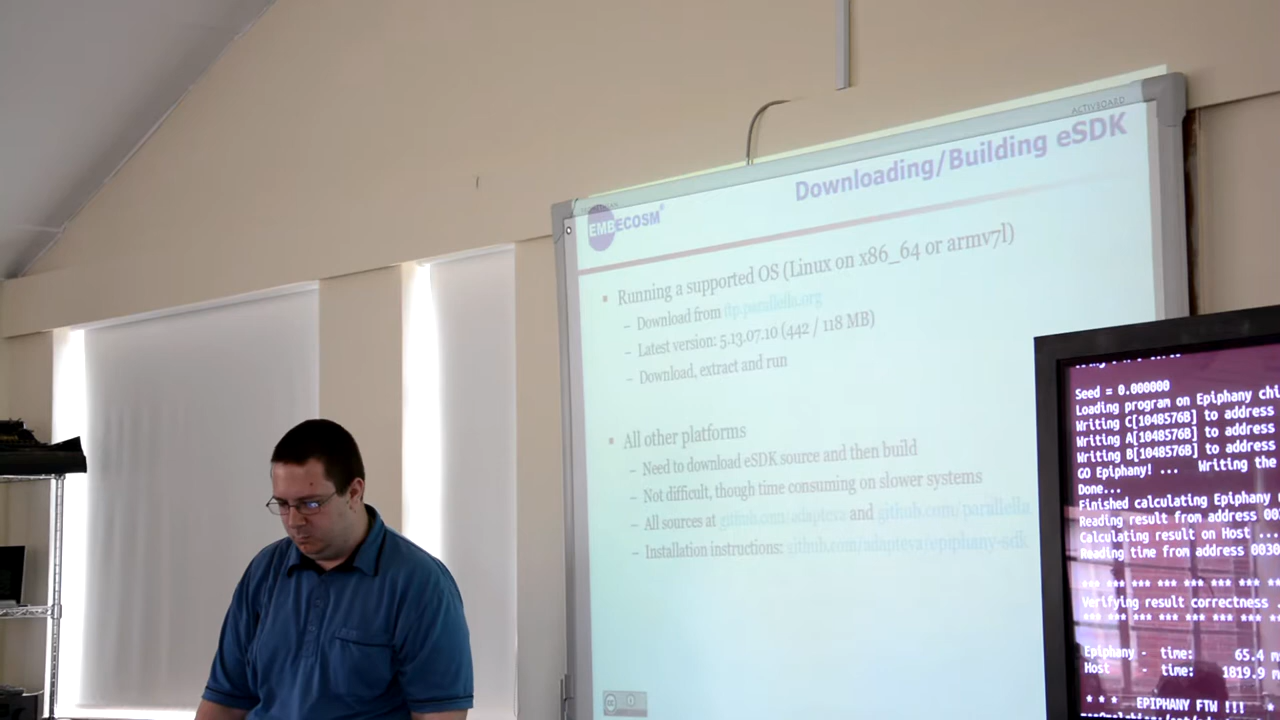 ACTIVBOARD
Downloading/Building eSDK
EMBECOSM®
Running a supported OS (Linux on x86_64 or armv7l)
– Download from ftp.parallella.org
– Latest version: 5.13.07.10 (442 / 118 MB)
– Download, extract and run
All other platforms
– Need to download eSDK source and then build
– Not difficult, though time consuming on slower systems
– All sources at github.com/adapteva and github.com/parallella
– Installation instructions: github.com/adapteva/epiphany-sdk
Seed = 0.000000
Loading program on Epiphany chi
Writing C[1048576B] to address
Writing A[1048576B] to address
Writing B[1048576B] to address
GO Epiphany! ... Writing the
Done...
Finished calculating Epiphany
Reading result from address 00
Calculating result on Host ...
Reading time from address 0030
*** *** *** *** *** *** ***
Verifying result correctness
*** *** *** *** *** *** ***
Epiphany - time: 65.4 m
Host - time: 1819.9 m
* * * EPIPHANY FTW !!!